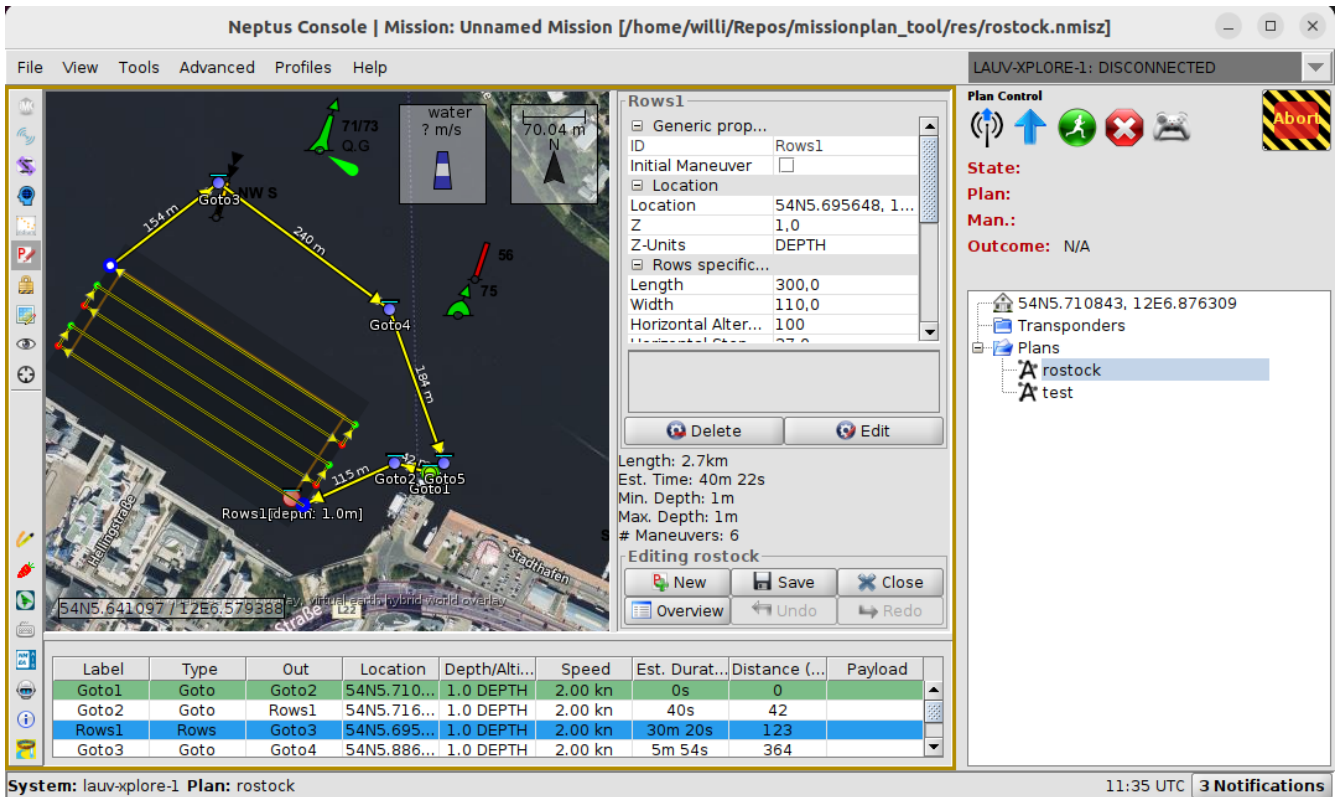 Neptus Console | Mission: Unnamed Mission [/home/willi/Repos/missionplan_tool/res/rostock.nmisz]
File View Tools Advanced Profiles Help
LAUV-XPLORE-1: DISCONNECTED
71/73
Q.G
water
? m/s
70.04 m
N
NW S
Goto3
154 m
240 m
56
75
Goto4
184 m
42
115 m
Goto2
Goto5
Goto1
Rows1[depth: 1.0m]
Hellingstraße
Stadthafen
Straße
122
54N5.641097 / 12E6.579388
virtual earth hybrid world overlay
Rows1
Generic prop...
ID Rows1
Initial Maneuver
Location
Location 54N5.695648, 1...
Z 1,0
Z-Units DEPTH
Rows specific...
Length 300,0
Width 110,0
Horizontal Alter... 100
Delete Edit
Length: 2.7km
Est. Time: 40m 22s
Min. Depth: 1m
Max. Depth: 1m
# Maneuvers: 6
Editing rostock
New Save Close
Overview Undo Redo
Plan Control
Abort
State:
Plan:
Man.:
Outcome: N/A
54N5.710843, 12E6.876309
Transponders
Plans
rostock
test
Label Type Out Location Depth/Alti... Speed Est. Durat... Distance (... Payload
Goto1 Goto Goto2 54N5.710... 1.0 DEPTH 2.00 kn 0s 0
Goto2 Goto Rows1 54N5.716... 1.0 DEPTH 2.00 kn 40s 42
Rows1 Rows Goto3 54N5.695... 1.0 DEPTH 2.00 kn 30m 20s 123
Goto3 Goto Goto4 54N5.886... 1.0 DEPTH 2.00 kn 5m 54s 364
System: lauv-xplore-1 Plan: rostock
11:35 UTC 3 Notifications